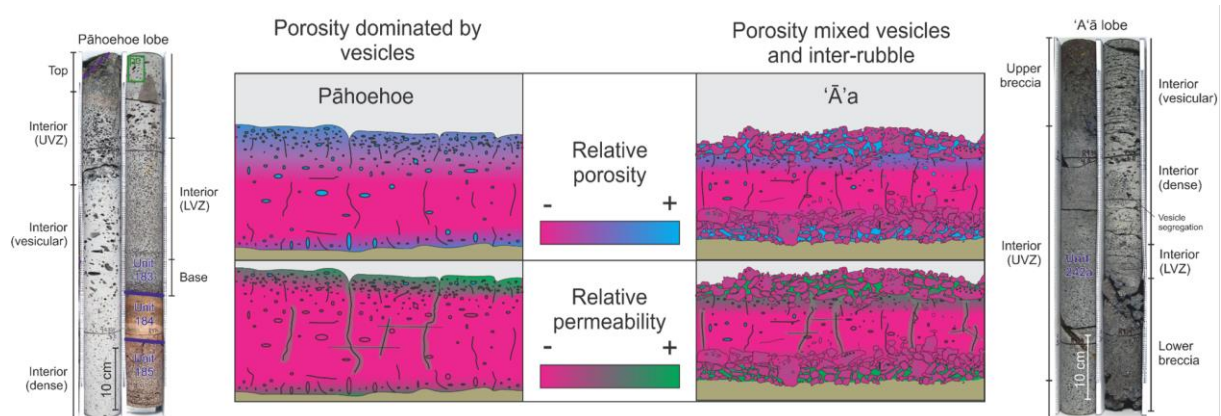 Pāhoehoe lobe
Top
Interior
(UVZ)
Interior
(vesicular)
Interior
(dense)
Interior
(LVZ)
Base
Unit
183
Unit
184
Unit
185
10 cm
Porosity dominated by
vesicles
Pāhoehoe
Relative
porosity
- +
Relative
permeability
- +
Porosity mixed vesicles
and inter-rubble
ʻĀʻa
ʻAʻā lobe
Upper
breccia
Interior
(UVZ)
Unit
242a
10 cm
Interior
(vesicular)
Interior
(dense)
Vesicle
segregation
Interior
(LVZ)
Lower
breccia